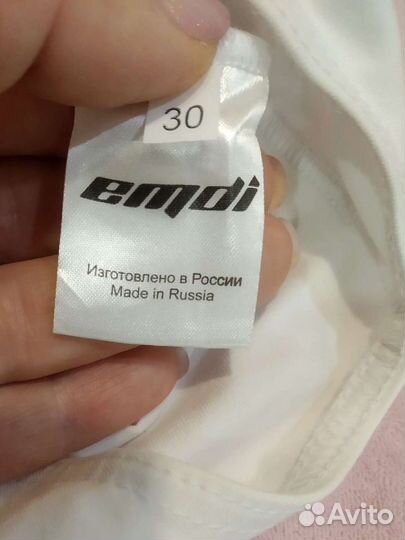 30
emdi
Изготовлено в России
Made in Russia
Avito